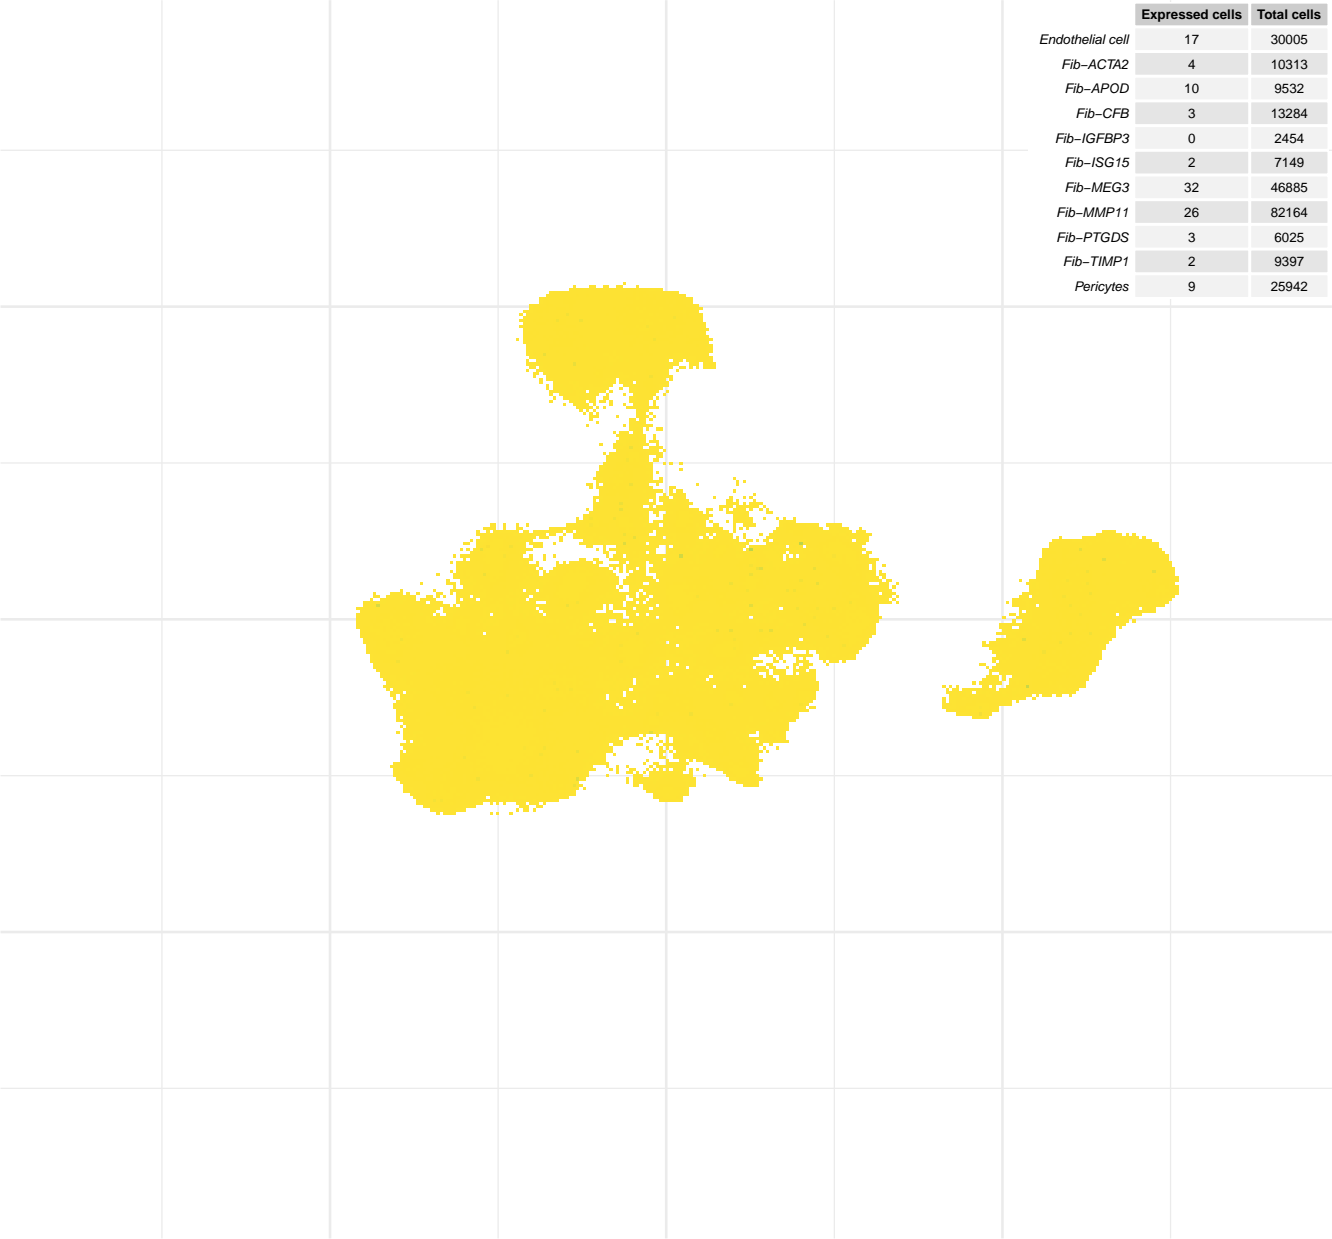 Expressed cells Total cells
Endothelial cell 17 30005
Fib−ACTA2 4 10313
Fib−APOD 10 9532
Fib−CFB 3 13284
Fib−IGFBP3 0 2454
Fib−ISG15 2 7149
Fib−MEG3 32 46885
Fib−MMP11 26 82164
Fib−PTGDS 3 6025
Fib−TIMP1 2 9397
Pericytes 9 25942